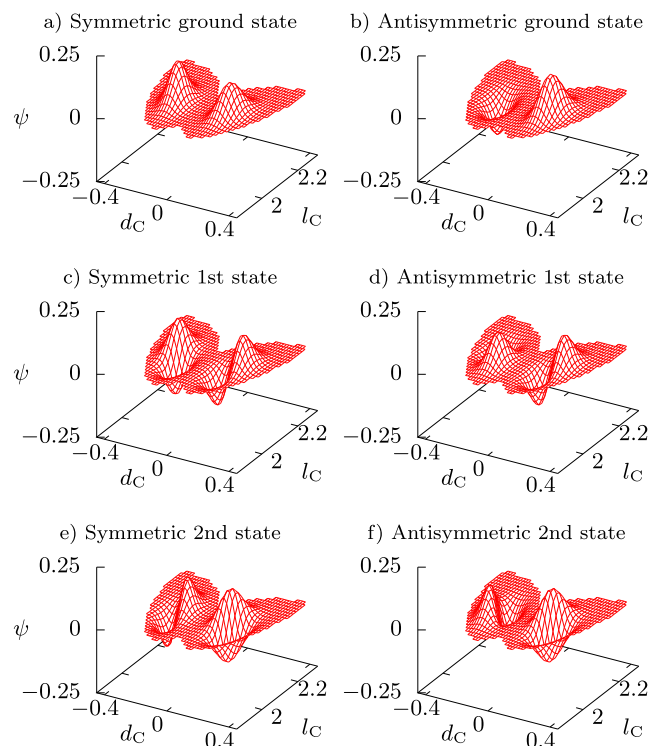 a) Symmetric ground state
b) Antisymmetric ground state
0.25
0.25
ψ
0
0
−0.25
−0.25
−0.4
0
0.4
2
2.2
d_C
l_C
−0.4
0
0.4
2
2.2
d_C
l_C
c) Symmetric 1st state
d) Antisymmetric 1st state
0.25
0.25
ψ
0
0
−0.25
−0.25
−0.4
0
0.4
2
2.2
d_C
l_C
−0.4
0
0.4
2
2.2
d_C
l_C
e) Symmetric 2nd state
f) Antisymmetric 2nd state
0.25
0.25
ψ
0
0
−0.25
−0.25
−0.4
0
0.4
2
2.2
d_C
l_C
−0.4
0
0.4
2
2.2
d_C
l_C